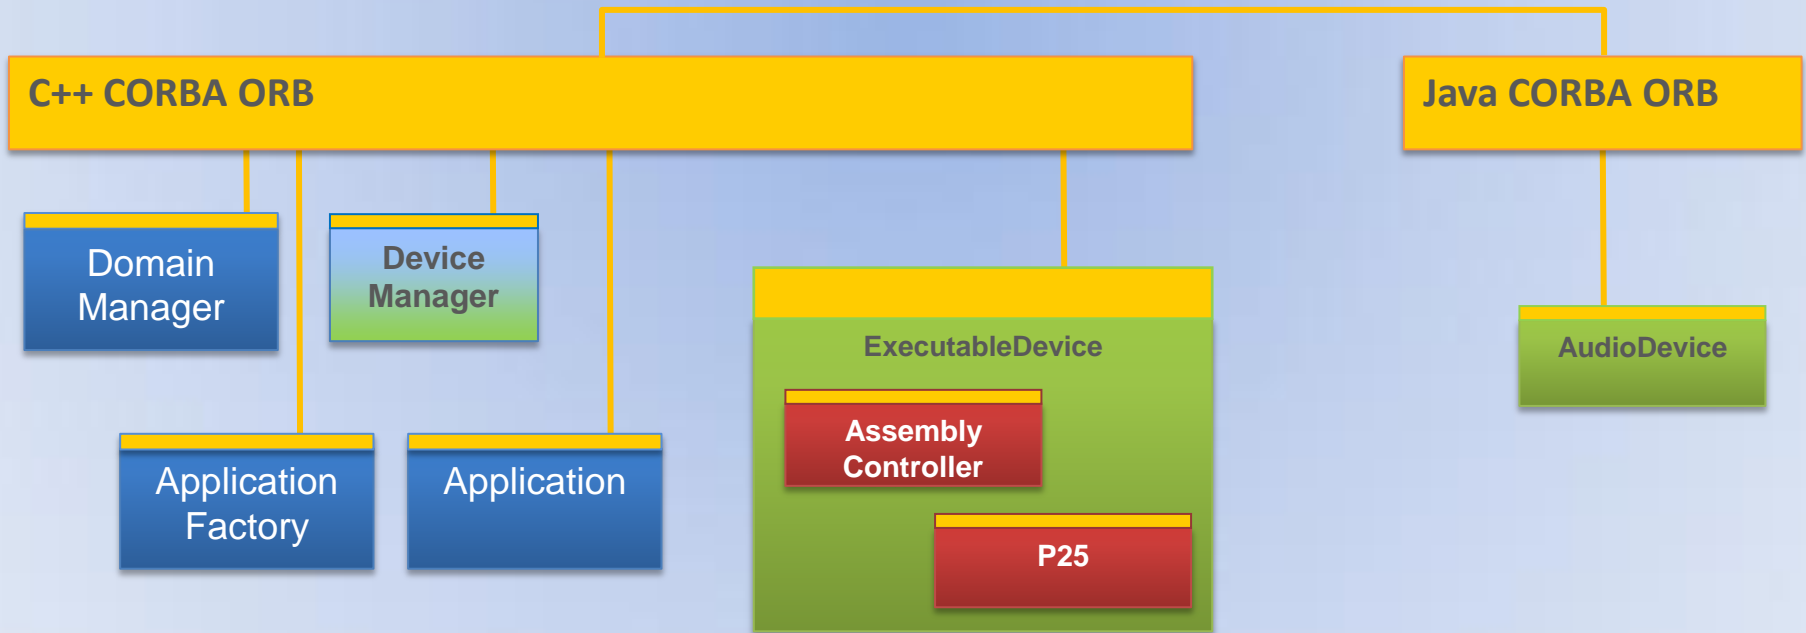 C++ CORBA ORB
Java CORBA ORB
Domain
Manager
Device
Manager
ExecutableDevice
AudioDevice
Assembly
Controller
Application
Factory
Application
P25